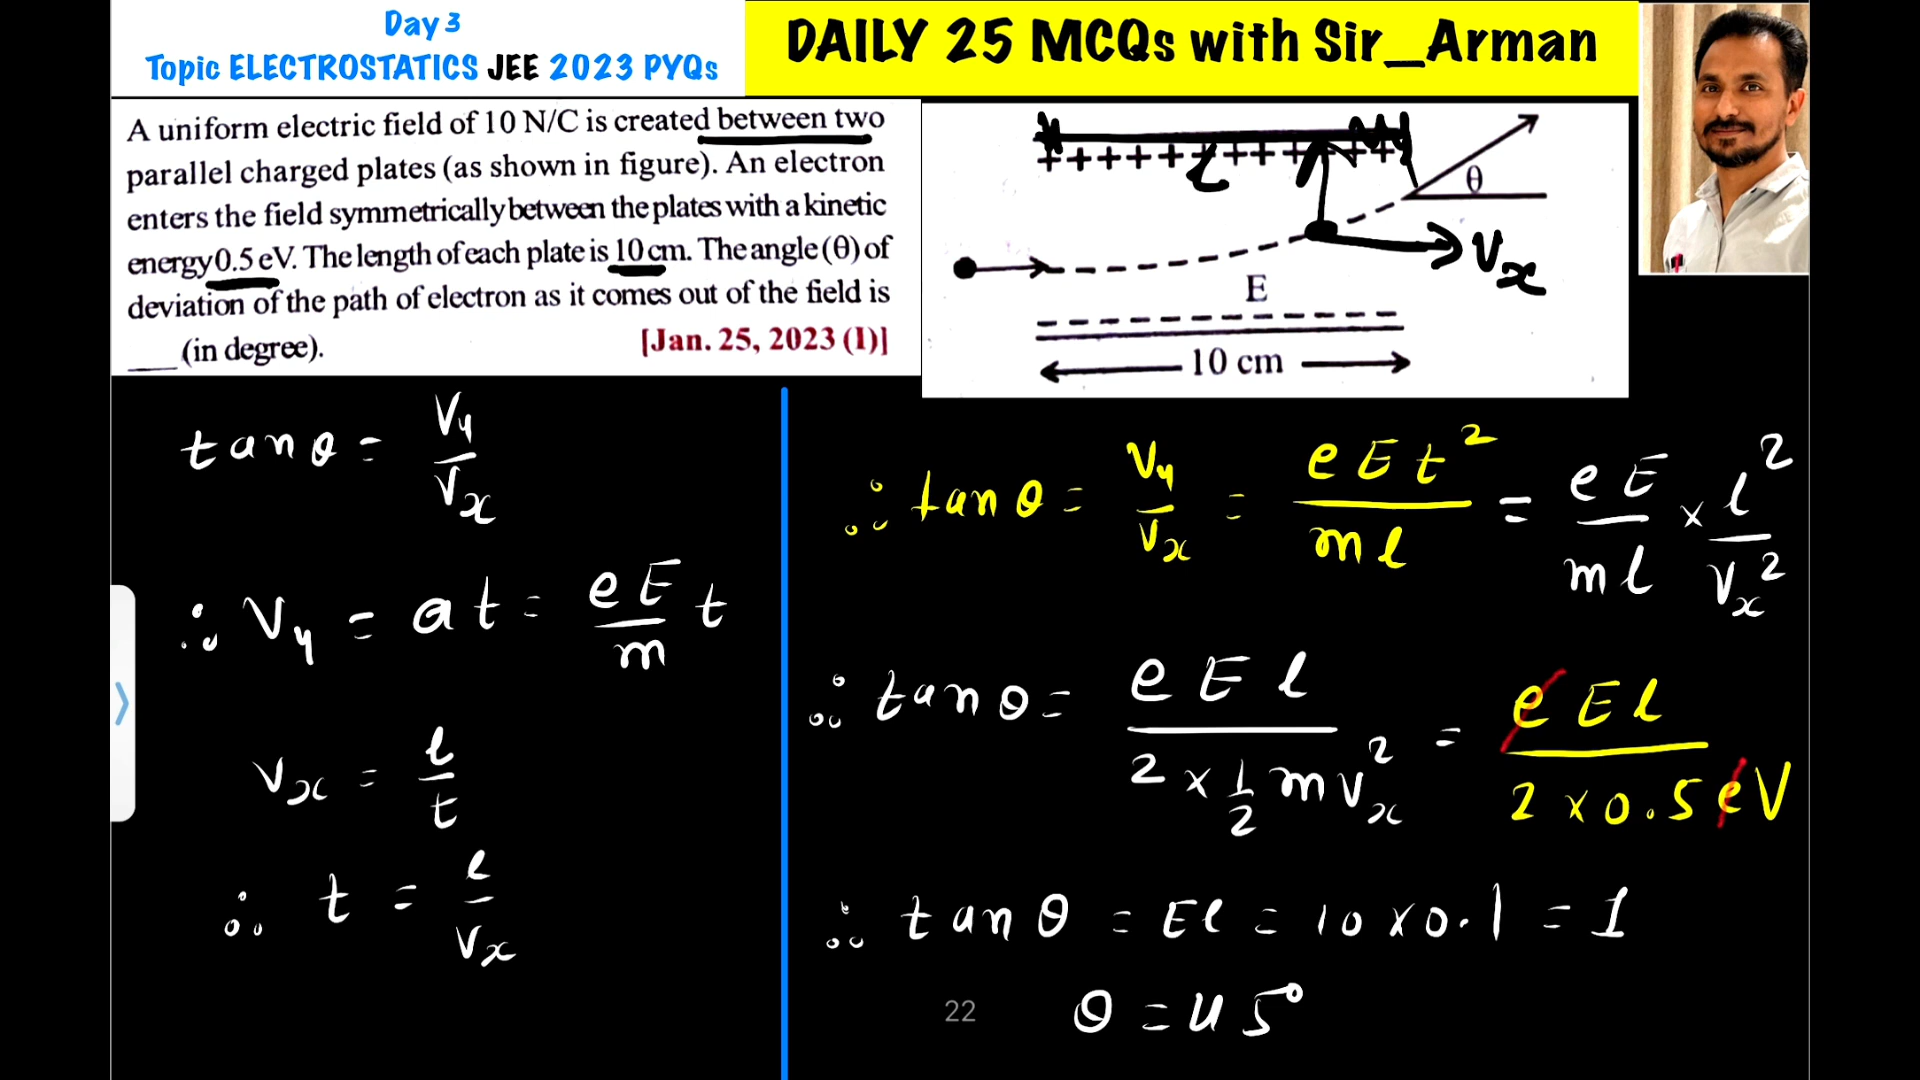 Day 3
Topic ELECTROSTATICS JEE 2023 PYQs
DAILY 25 MCQs with Sir_Arman
A uniform electric field of 10 N/C is created between two
parallel charged plates (as shown in figure). An electron
enters the field symmetrically between the plates with a kinetic
energy 0.5 eV. The length of each plate is 10 cm. The angle (θ) of
deviation of the path of electron as it comes out of the field is
___ (in degree). [Jan. 25, 2023 (I)]
+++++++++++++
l
θ
Vx
E
10 cm
tan θ = Vy/Vx
∴ Vy = at = eE/m t
Vx = l/t
∴ t = l/Vx
∴ tan θ = Vy/Vx = eEt²/ml = eE/ml × l²/Vx²
∴ tan θ = eEl / 2 × 1/2 mVx² = eEl / 2 × 0.5 eV
∴ tan θ = El = 10 × 0.1 = 1
θ = 45°
22